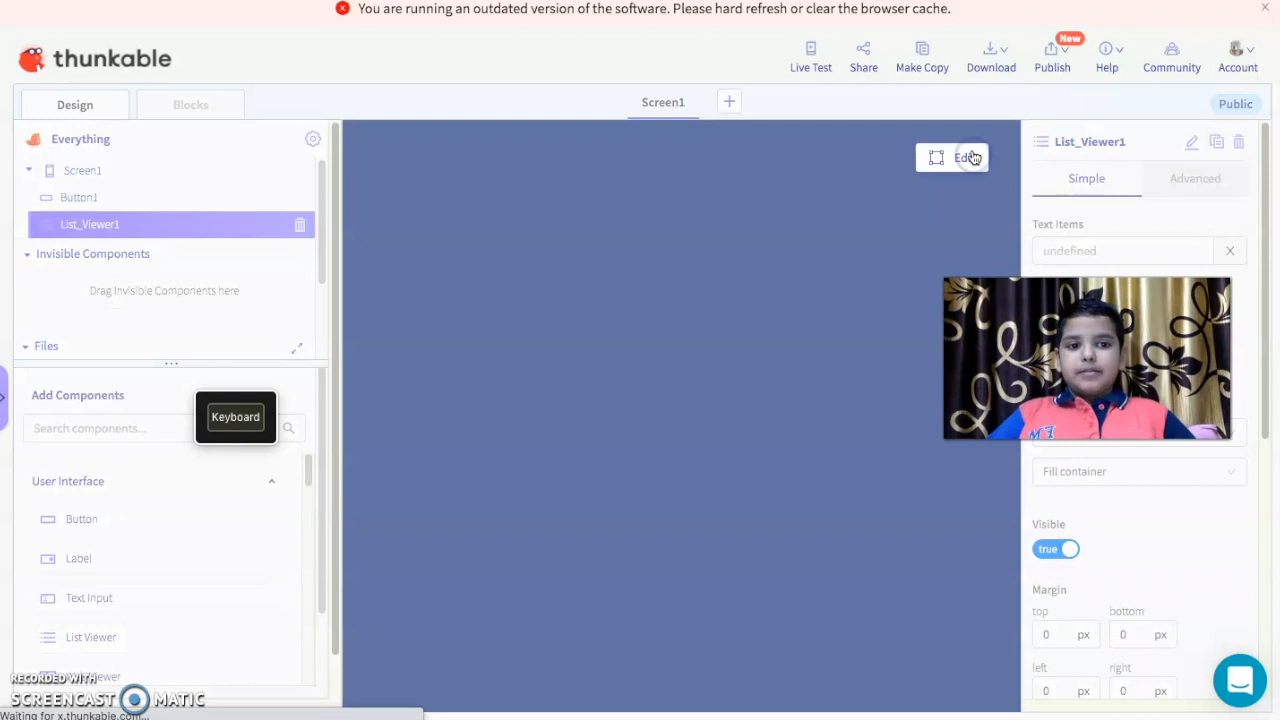 You are running an outdated version of the software. Please hard refresh or clear the browser cache.
thunkable
New
Live Test Share Make Copy Download Publish Help Community Account
Design Blocks
Screen1
Public
Everything
Screen1
Button1
List_Viewer1
Invisible Components
Drag Invisible Components here
Files
Add Components
Search components...
Keyboard
User Interface
Button
Label
Text Input
List Viewer
List_Viewer1
Simple Advanced
Text Items
undefined
Fill container
Visible
true
Margin
top bottom
0 px 0 px
left right
0 px 0 px
RECORDED WITH
SCREENCAST MATIC
Waiting for x.thunkable.com...